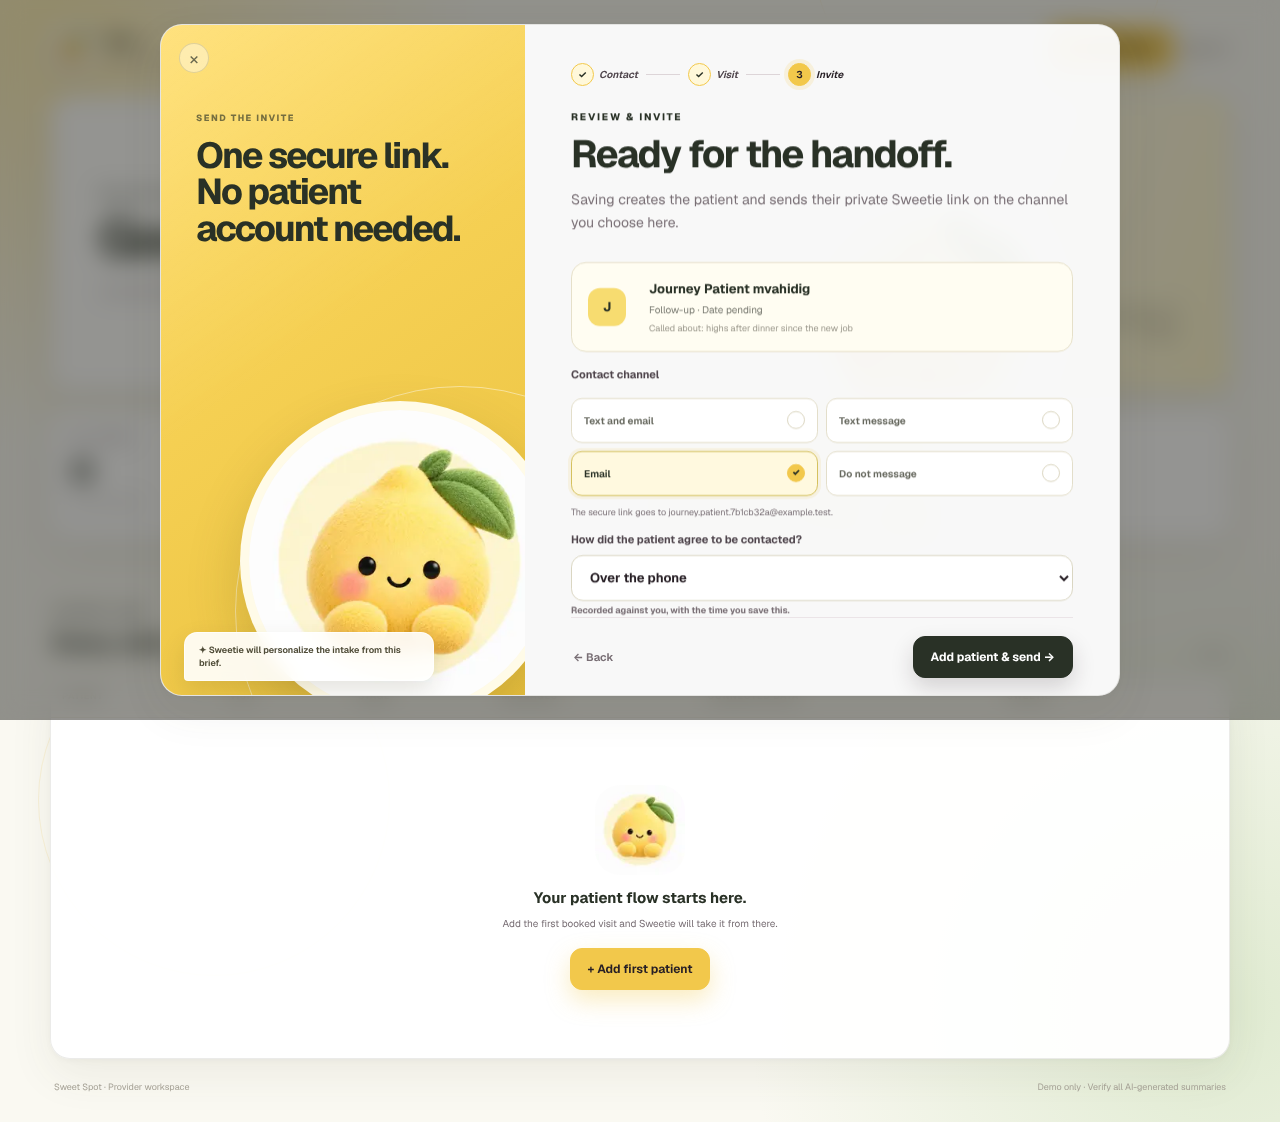 ×
SEND THE INVITE
One secure link.
No patient
account needed.
✦ Sweetie will personalize the intake from this
brief.
✓ Contact ✓ Visit 3 Invite
REVIEW & INVITE
Ready for the handoff.
Saving creates the patient and sends their private Sweetie link on the channel
you choose here.
J
Journey Patient mvahidig
Follow-up · Date pending
Called about: highs after dinner since the new job
Contact channel
Text and email
Text message
Email
Do not message
The secure link goes to journey.patient.7b1cb32a@example.test.
How did the patient agree to be contacted?
Over the phone
Recorded against you, with the time you save this.
← Back
Add patient & send →
Your patient flow starts here.
Add the first booked visit and Sweetie will take it from there.
+ Add first patient
Sweet Spot · Provider workspace
Demo only · Verify all AI-generated summaries